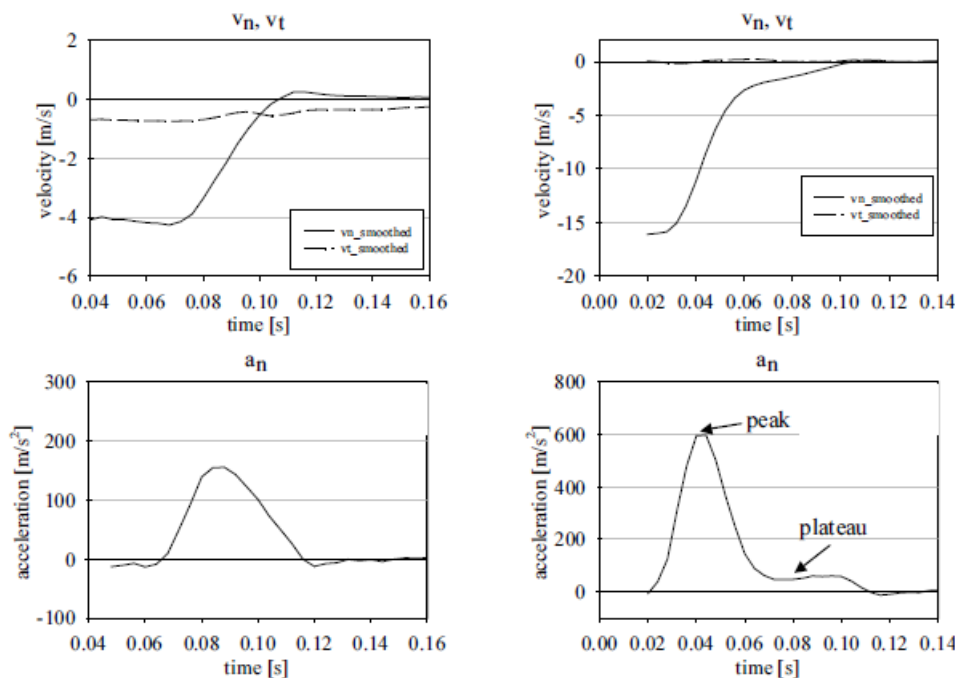 vn, vt
velocity [m/s]
2
0
-2
-4
-6
vn_smoothed
vt_smoothed
0.04 0.06 0.08 0.10 0.12 0.14 0.16
time [s]
vn, vt
velocity [m/s]
0
-5
-10
-15
-20
vn_smoothed
vt_smoothed
0.00 0.02 0.04 0.06 0.08 0.10 0.12 0.14
time [s]
an
acceleration [m/s²]
300
200
100
0
-100
0.04 0.06 0.08 0.10 0.12 0.14 0.16
time [s]
an
acceleration [m/s²]
800
600
400
200
0
peak
plateau
0.00 0.02 0.04 0.06 0.08 0.10 0.12 0.14
time [s]